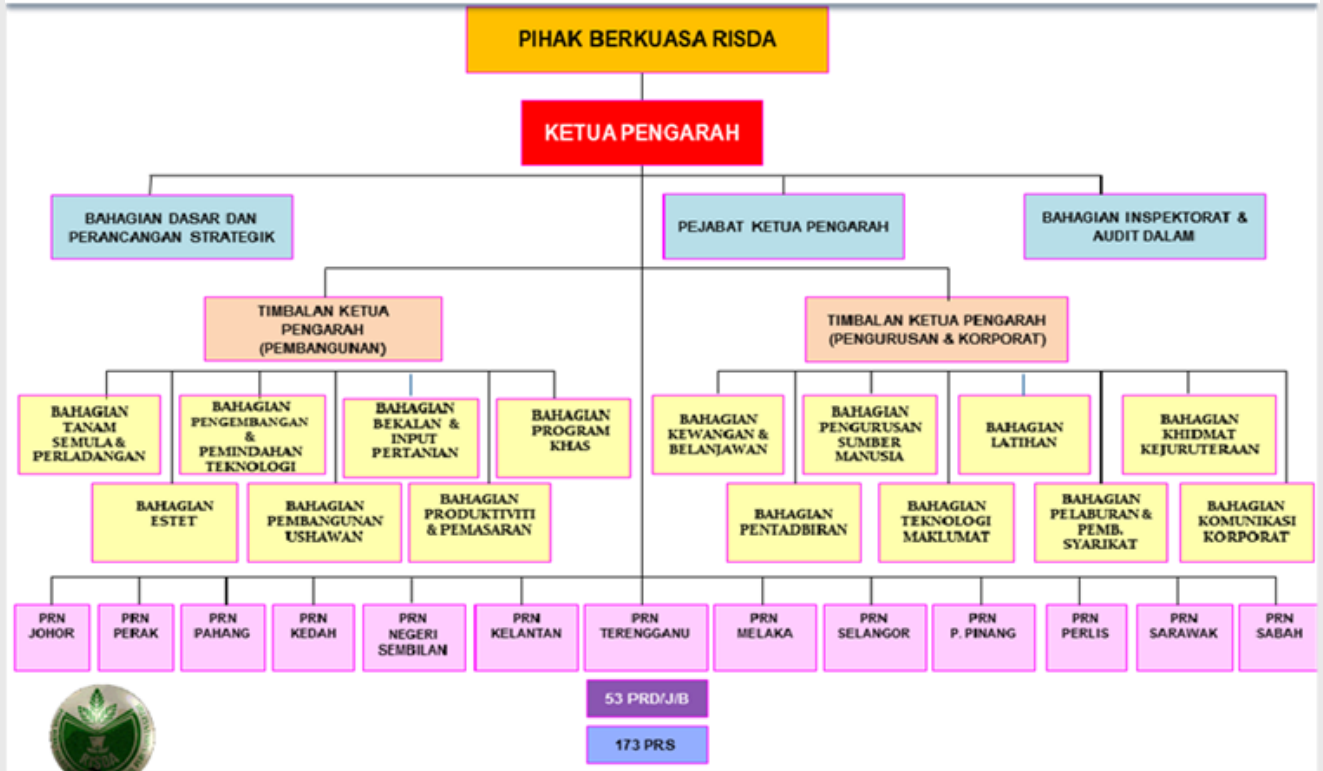 PIHAK BERKUASA RISDA
KETUA PENGARAH
BAHAGIAN DASAR DAN
PERANCANGAN STRATEGIK
PEJABAT KETUA PENGARAH
BAHAGIAN INSPEKTORAT &
AUDIT DALAM
TIMBALAN KETUA
PENGARAH
(PEMBANGUNAN)
TIMBALAN KETUA PENGARAH
(PENGURUSAN & KORPORAT)
BAHAGIAN
TANAM
SEMULA &
PERLADANGAN
BAHAGIAN
PENGEMBANGAN
&
PEMINDAHAN
TEKNOLOGI
BAHAGIAN
BEKALAN &
INPUT
PERTANIAN
BAHAGIAN
PROGRAM
KHAS
BAHAGIAN
KEWANGAN &
BELANJAWAN
BAHAGIAN
PENGURUSAN
SUMBER
MANUSIA
BAHAGIAN
LATIHAN
BAHAGIAN
KHIDMAT
KEJURUTERAAN
BAHAGIAN
ESTET
BAHAGIAN
PEMBANGUNAN
USHAWAN
BAHAGIAN
PRODUKTIVITI
& PEMASARAN
BAHAGIAN
PENTADBIRAN
BAHAGIAN
TEKNOLOGI
MAKLUMAT
BAHAGIAN
PELABURAN &
PEMB.
SYARIKAT
BAHAGIAN
KOMUNIKASI
KORPORAT
PRN
JOHOR
PRN
PERAK
PRN
PAHANG
PRN
KEDAH
PRN
NEGERI
SEMBILAN
PRN
KELANTAN
PRN
TERENGGANU
PRN
MELAKA
PRN
SELANGOR
PRN
P. PINANG
PRN
PERLIS
PRN
SARAWAK
PRN
SABAH
53 PRD/J/B
173 PRS
RISDA